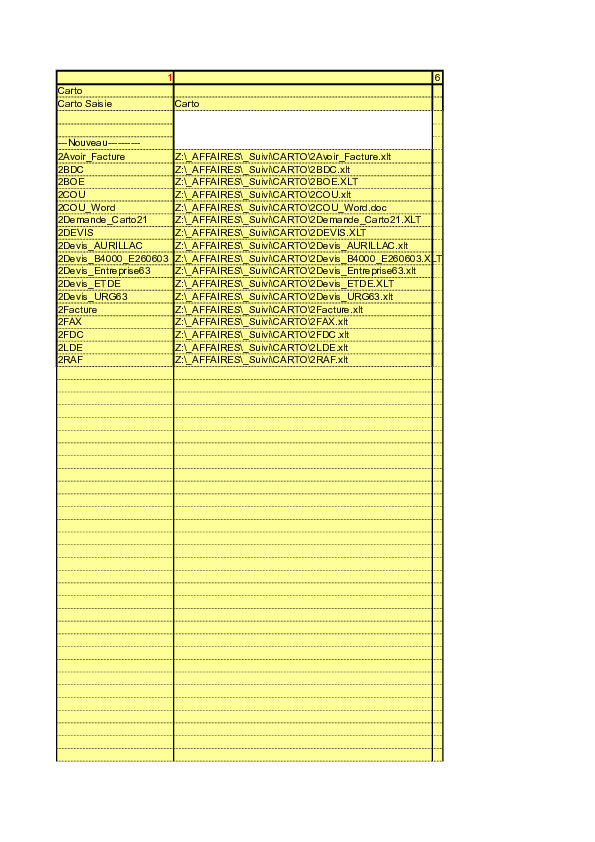 1 6
Carto
Carto Saisie Carto
---Nouveau----------
2Avoir_Facture Z:\_AFFAIRES\_Suivi\CARTO\2Avoir_Facture.xlt
2BDC Z:\_AFFAIRES\_Suivi\CARTO\2BDC.xlt
2BOE Z:\_AFFAIRES\_Suivi\CARTO\2BOE.XLT
2COU Z:\_AFFAIRES\_Suivi\CARTO\2COU.xlt
2COU_Word Z:\_AFFAIRES\_Suivi\CARTO\2COU_Word.doc
2Demande_Carto21 Z:\_AFFAIRES\_Suivi\CARTO\2Demande_Carto21.XLT
2DEVIS Z:\_AFFAIRES\_Suivi\CARTO\2DEVIS.XLT
2Devis_AURILLAC Z:\_AFFAIRES\_Suivi\CARTO\2Devis_AURILLAC.xlt
2Devis_B4000_E260603 Z:\_AFFAIRES\_Suivi\CARTO\2Devis_B4000_E260603.XLT
2Devis_Entreprise63 Z:\_AFFAIRES\_Suivi\CARTO\2Devis_Entreprise63.xlt
2Devis_ETDE Z:\_AFFAIRES\_Suivi\CARTO\2Devis_ETDE.XLT
2Devis_URG63 Z:\_AFFAIRES\_Suivi\CARTO\2Devis_URG63.xlt
2Facture Z:\_AFFAIRES\_Suivi\CARTO\2Facture.xlt
2FAX Z:\_AFFAIRES\_Suivi\CARTO\2FAX.xlt
2FDC Z:\_AFFAIRES\_Suivi\CARTO\2FDC.xlt
2LDE Z:\_AFFAIRES\_Suivi\CARTO\2LDE.xlt
2RAF Z:\_AFFAIRES\_Suivi\CARTO\2RAF.xlt